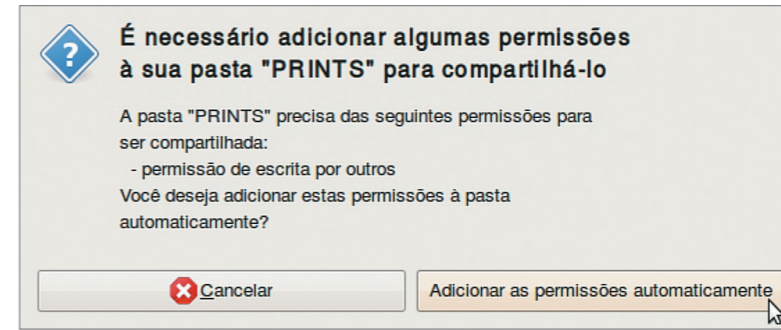 É necessário adicionar algumas permissões
à sua pasta "PRINTS" para compartilhá-lo
A pasta "PRINTS" precisa das seguintes permissões para
ser compartilhada:
- permissão de escrita por outros
Você deseja adicionar estas permissões à pasta
automaticamente?
Cancelar
Adicionar as permissões automaticamente